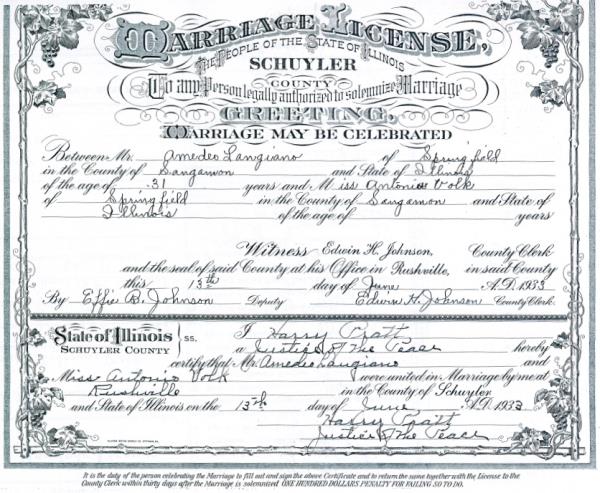 MARRIAGE LICENSE,
THE PEOPLE OF THE STATE OF ILLINOIS
SCHUYLER
COUNTY
To any Person legally authorized to solemnize Marriage
GREETING.
MARRIAGE MAY BE CELEBRATED
Between Mr. Amedeo Langiano of Springfield
in the County of Sangamon and State of Illinois
of the age of 31 years and Miss Antonia Volk
of Springfield in the County of Sangamon and State of
Illinois of the age of years
Witness Edwin H. Johnson, County Clerk
and the seal of said County at his Office in Rushville, in said County
this 13th day of June A.D. 1933
By Effie B. Johnson Deputy Edwin H. Johnson County Clerk.
State of Illinois
SCHUYLER COUNTY
SS.
I Harry Pratt
a Justice of The Peace hereby
certify that Mr. Amedeo Langiano and
Miss Antonio Volk were united in Marriage by me at
Rushville in the County of Schuyler
and State of Illinois on the 13th day of June A.D. 1933
Harry Pratt
Justice of The Peace
It is the duty of the person celebrating the Marriage to fill out and sign the above Certificate and to return the same together with the License to the
County Clerk within thirty days after the Marriage is solemnized ONE HUNDRED DOLLARS PENALTY FOR FAILING SO TO DO.